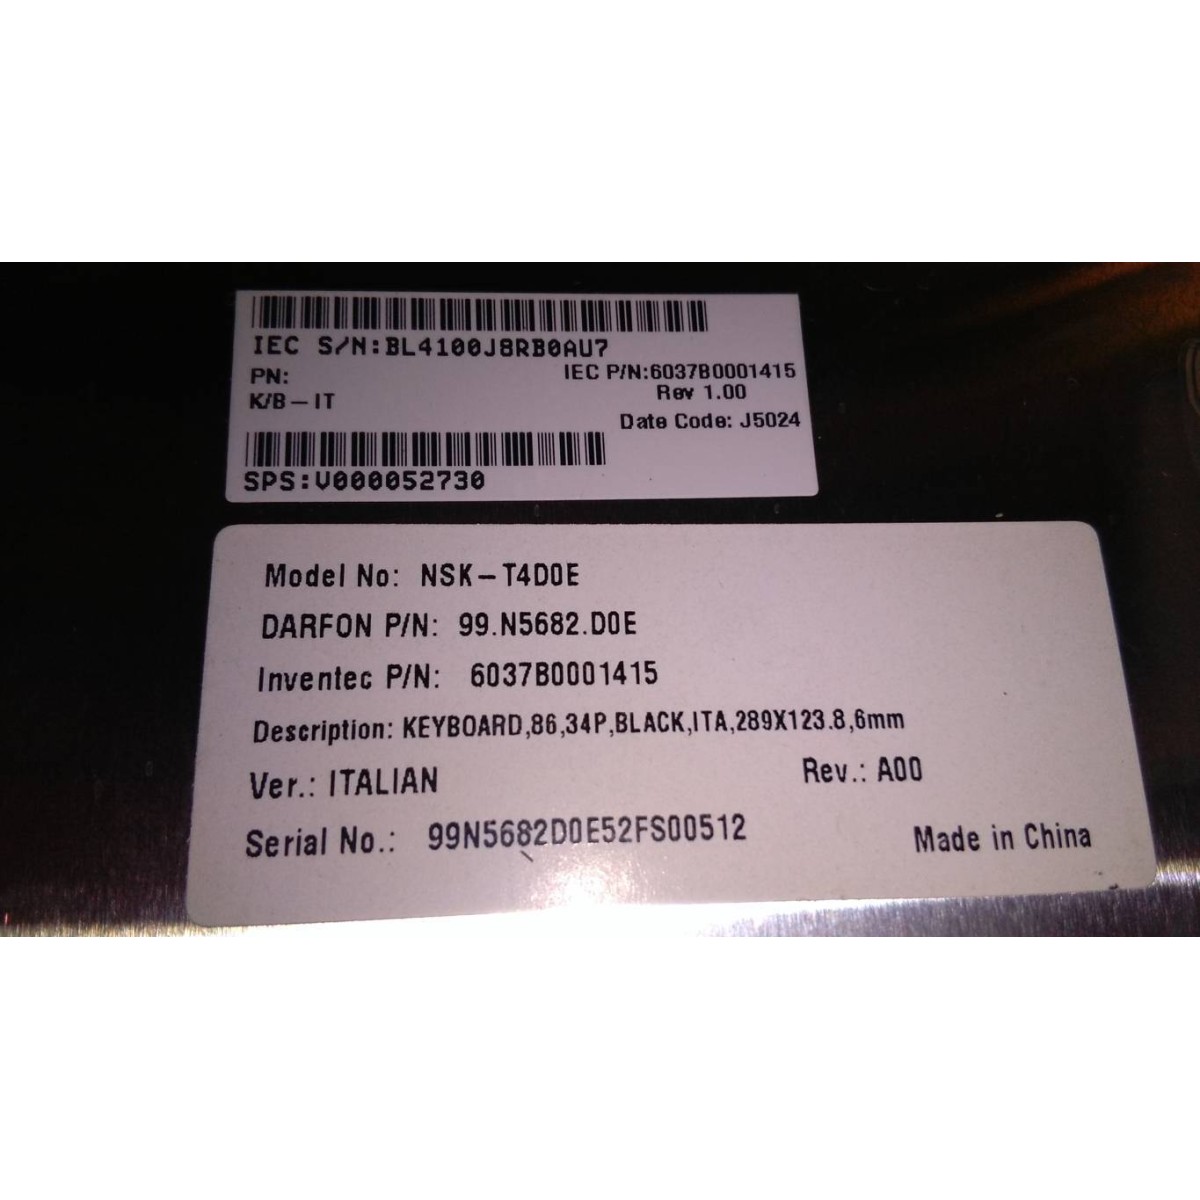 IEC S/N:BL4100J8RB0AU7
PN:
IEC P/N:6037B0001415
K/B-IT
Rev 1.00
Date Code: J5024
SPS:V000052730
Model No: NSK-T4D0E
DARFON P/N: 99.N5682.D0E
Inventec P/N: 6037B0001415
Description: KEYBOARD,86,34P,BLACK,ITA,289X123.8,6mm
Ver.: ITALIAN
Rev.: A00
Serial No.: 99N5682D0E52FS00512
Made in China